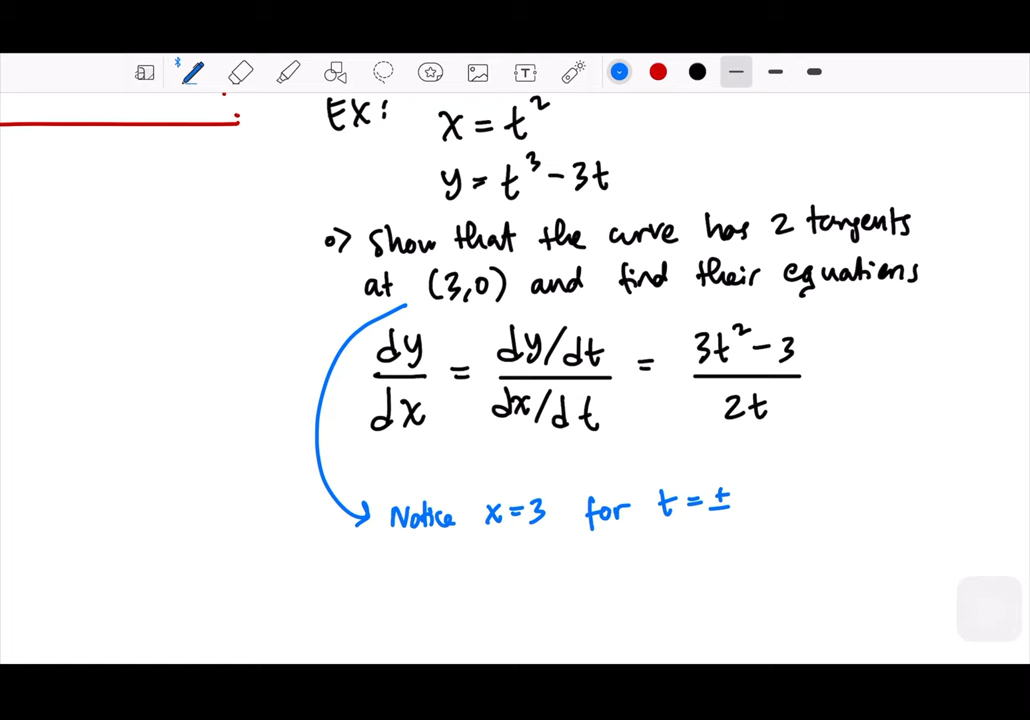 EX: x = t²
y = t³ - 3t
•> Show that the curve has 2 tangents
at (3,0) and find their equations
dy/dx = (dy/dt)/(dx/dt) = (3t² - 3)/(2t)
Notice x = 3 for t = ±